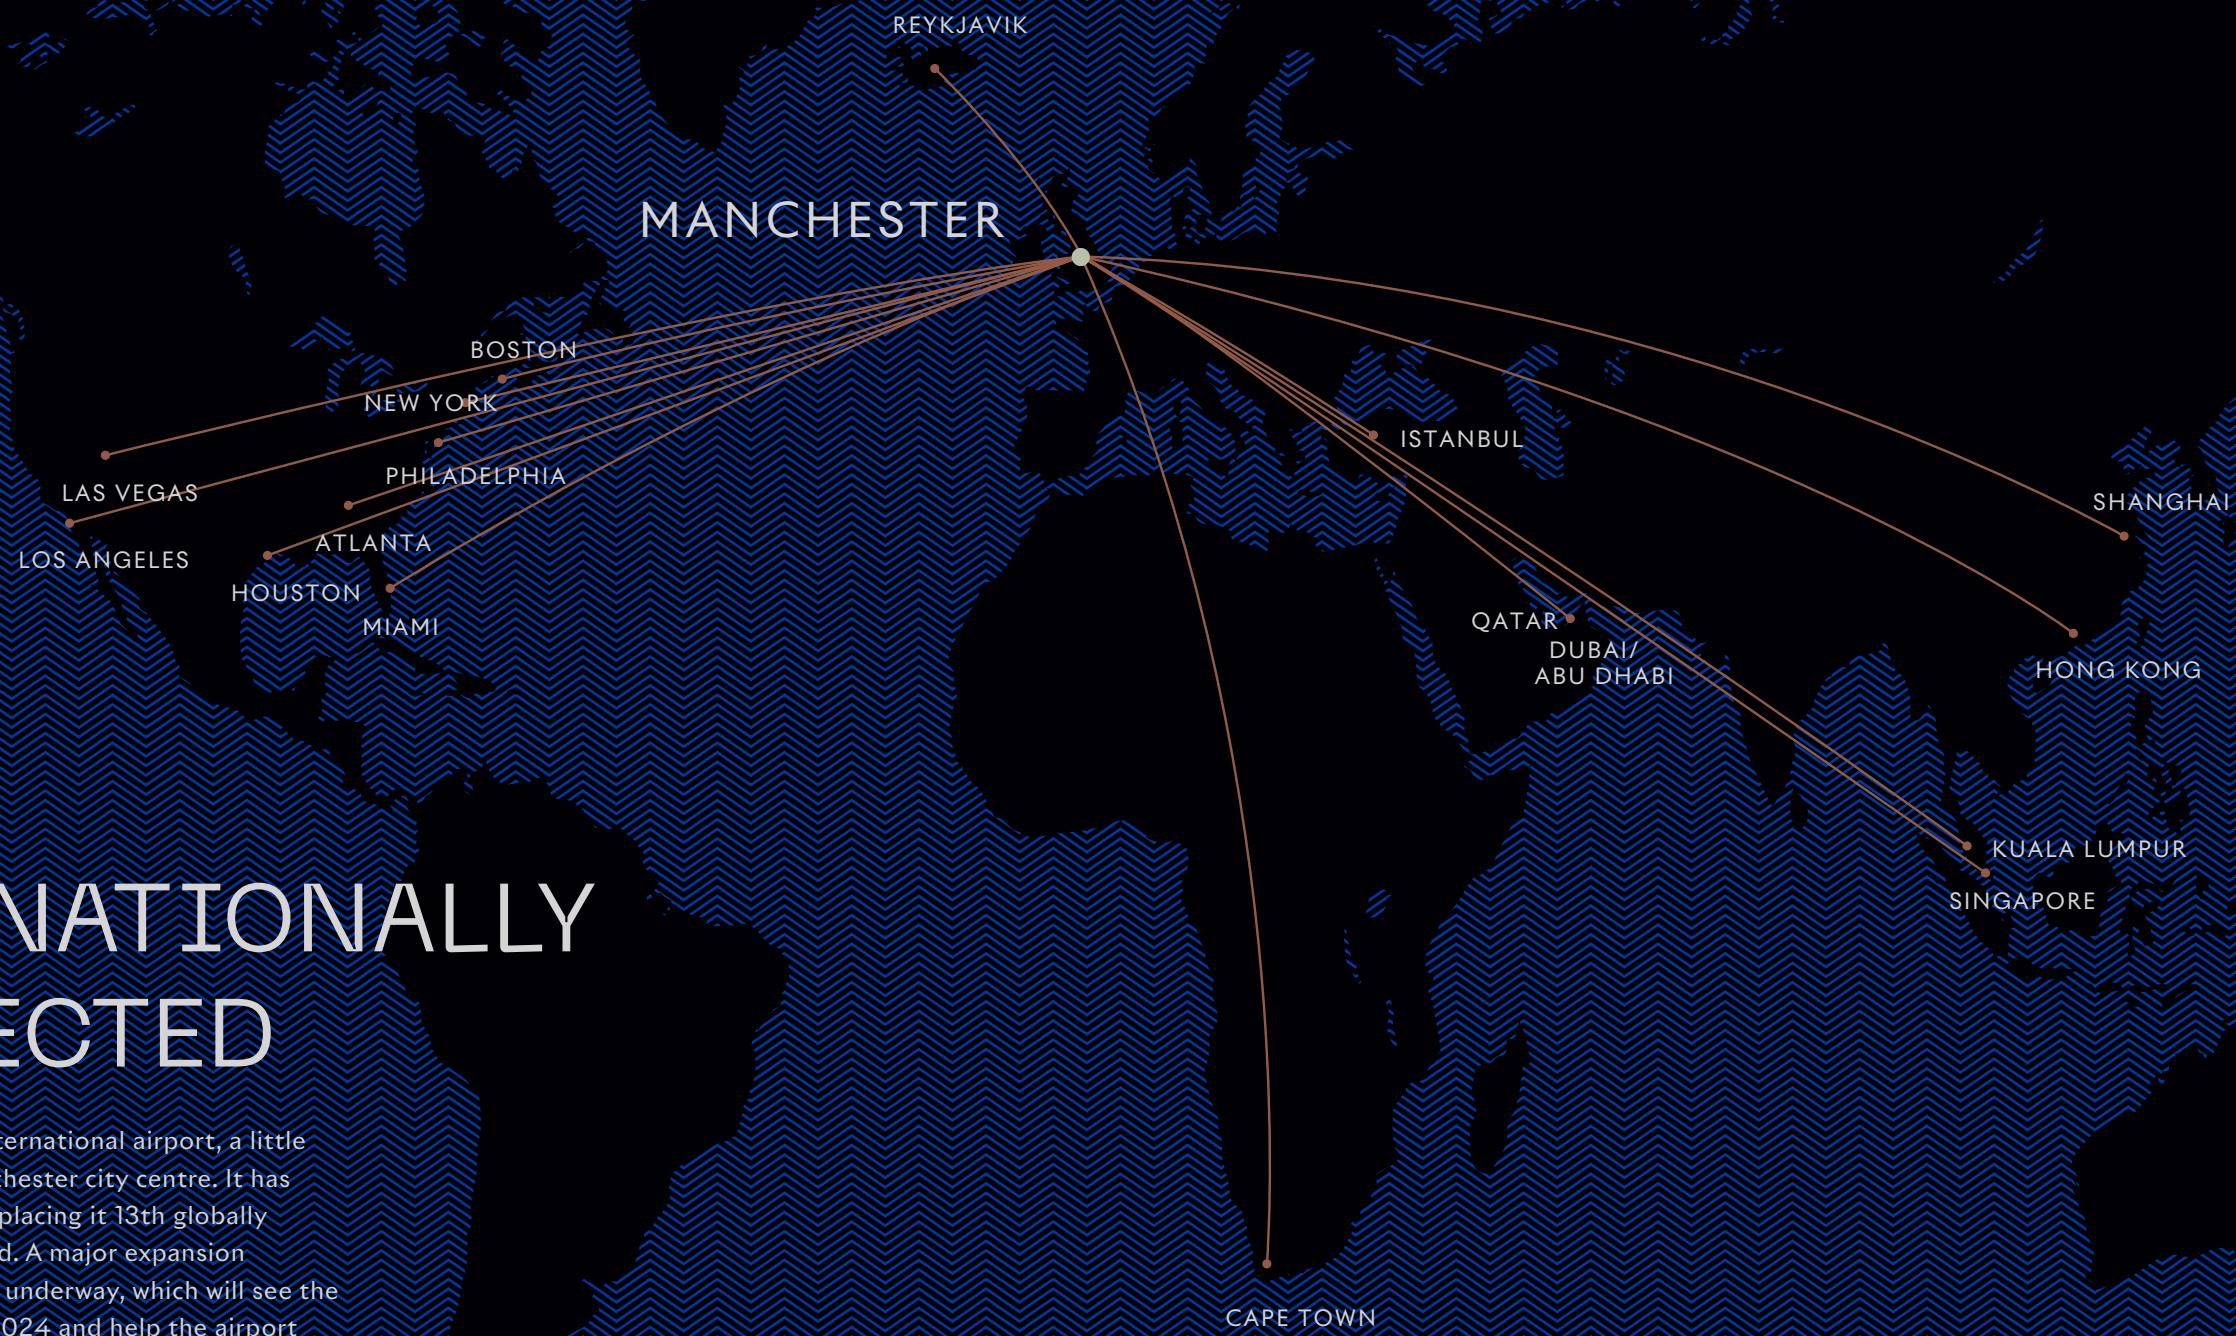 REYKJAVIK
MANCHESTER
BOSTON
NEW YORK
ISTANBUL
PHILADELPHIA
LAS VEGAS
SHANGHAI
ATLANTA
LOS ANGELES
HOUSTON
MIAMI
QATAR
DUBAI/
ABU DHABI
HONG KONG
KUALA LUMPUR
SINGAPORE
NATIONALLY
ECTED
ternational airport, a little
chester city centre. It has
placing it 13th globally
d. A major expansion
underway, which will see the
024 and help the airport
CAPE TOWN